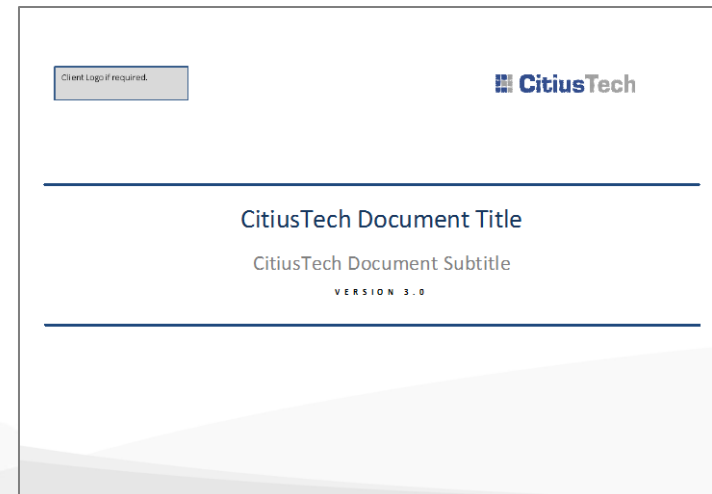 Client Logo if required.
CitiusTech
CitiusTech Document Title
CitiusTech Document Subtitle
VERSION 3.0